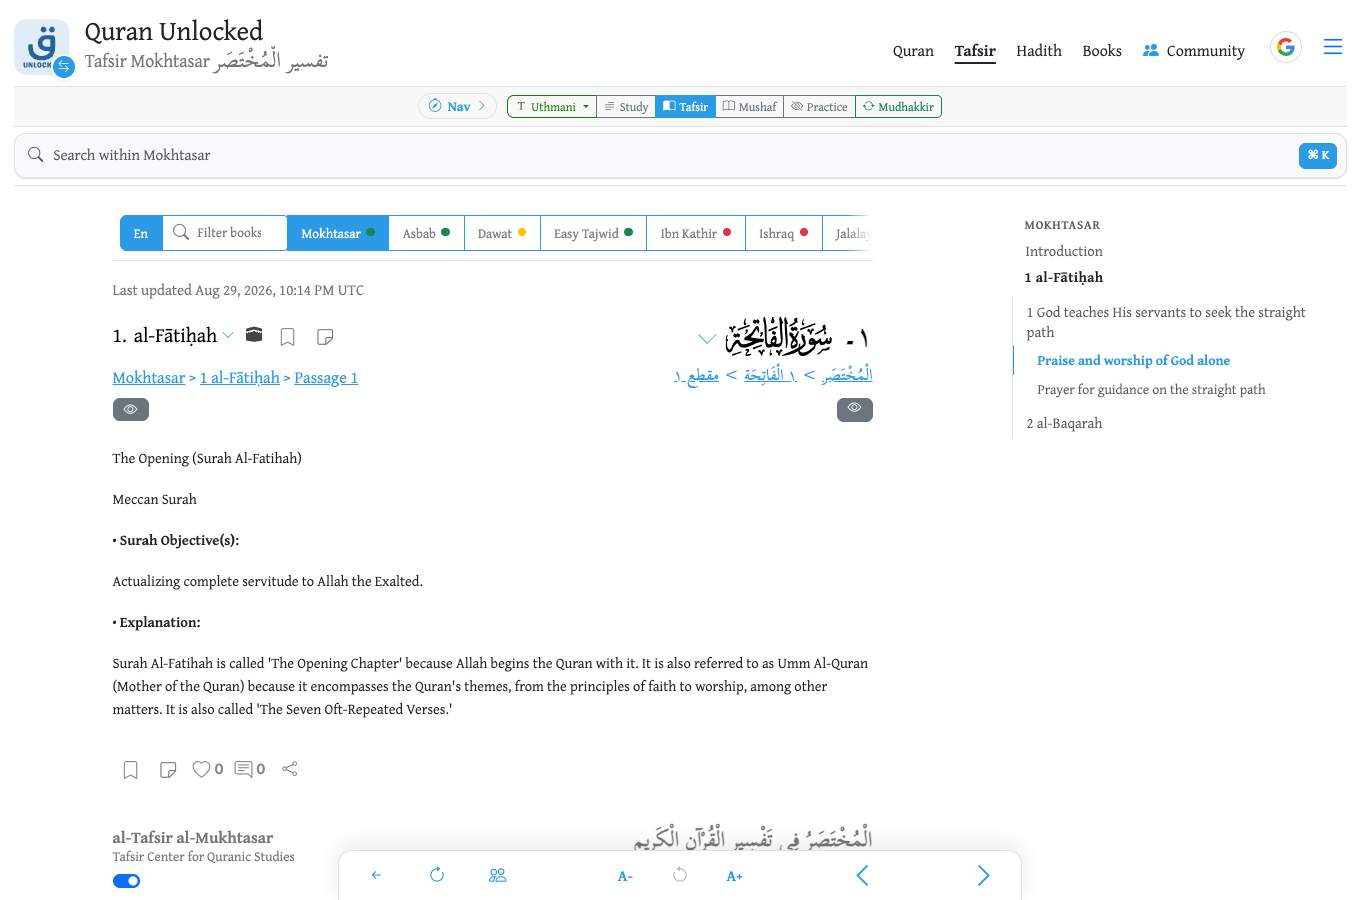 Quran Unlocked
Tafsir Mokhtasar تفسير الْمُخْتَصَر
Quran
Tafsir
Hadith
Books
Community
Nav
Uthmani
Study
Tafsir
Mushaf
Practice
Mudhakkir
Search within Mokhtasar
⌘ K
En
Filter books
Mokhtasar
Asbab
Dawat
Easy Tajwid
Ibn Kathir
Ishraq
Last updated Aug 29, 2026, 10:14 PM UTC
1. al-Fātiḥah
١ - سُورَةُ الْفَاتِحَةِ
Mokhtasar > 1 al-Fātiḥah > Passage 1
الْمُخْتَصَر > ١ الْفَاتِحَة > مقطع ١
The Opening (Surah Al-Fatihah)
Meccan Surah
• Surah Objective(s):
Actualizing complete servitude to Allah the Exalted.
• Explanation:
Surah Al-Fatihah is called 'The Opening Chapter' because Allah begins the Quran with it. It is also referred to as Umm Al-Quran
(Mother of the Quran) because it encompasses the Quran's themes, from the principles of faith to worship, among other
matters. It is also called 'The Seven Oft-Repeated Verses.'
0
0
al-Tafsir al-Mukhtasar
الْمُخْتَصَرُ فِي تَفْسِيرِ الْقُرْآنِ الْكَرِيمِ
Tafsir Center for Quranic Studies
A-
A+
MOKHTASAR
Introduction
1 al-Fātiḥah
1 God teaches His servants to seek the straight
path
Praise and worship of God alone
Prayer for guidance on the straight path
2 al-Baqarah